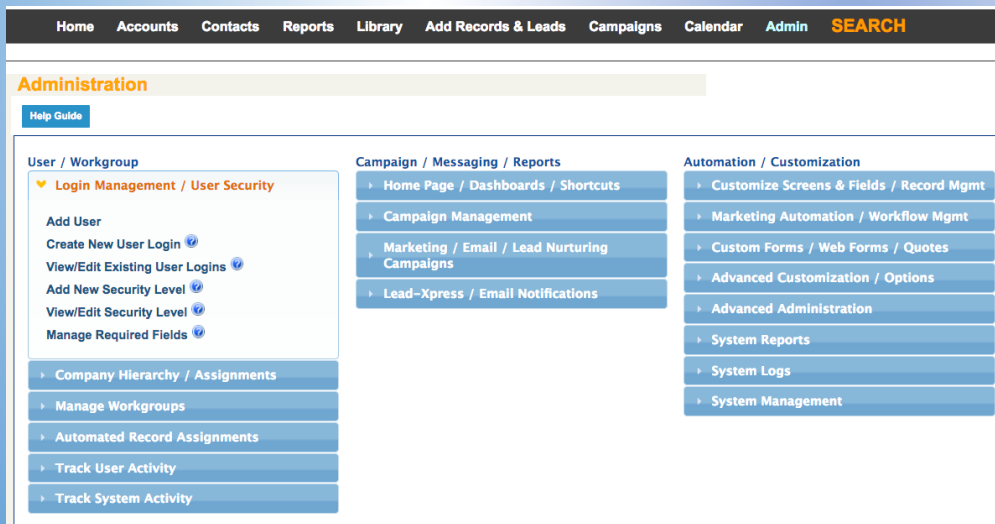 Home Accounts Contacts Reports Library Add Records & Leads Campaigns Calendar Admin SEARCH
Administration
Help Guide
User / Workgroup
Login Management / User Security
Add User
Create New User Login ?
View/Edit Existing User Logins ?
Add New Security Level ?
View/Edit Security Level ?
Manage Required Fields ?
Company Hierarchy / Assignments
Manage Workgroups
Automated Record Assignments
Track User Activity
Track System Activity
Campaign / Messaging / Reports
Home Page / Dashboards / Shortcuts
Campaign Management
Marketing / Email / Lead Nurturing
Campaigns
Lead-Xpress / Email Notifications
Automation / Customization
Customize Screens & Fields / Record Mgmt
Marketing Automation / Workflow Mgmt
Custom Forms / Web Forms / Quotes
Advanced Customization / Options
Advanced Administration
System Reports
System Logs
System Management